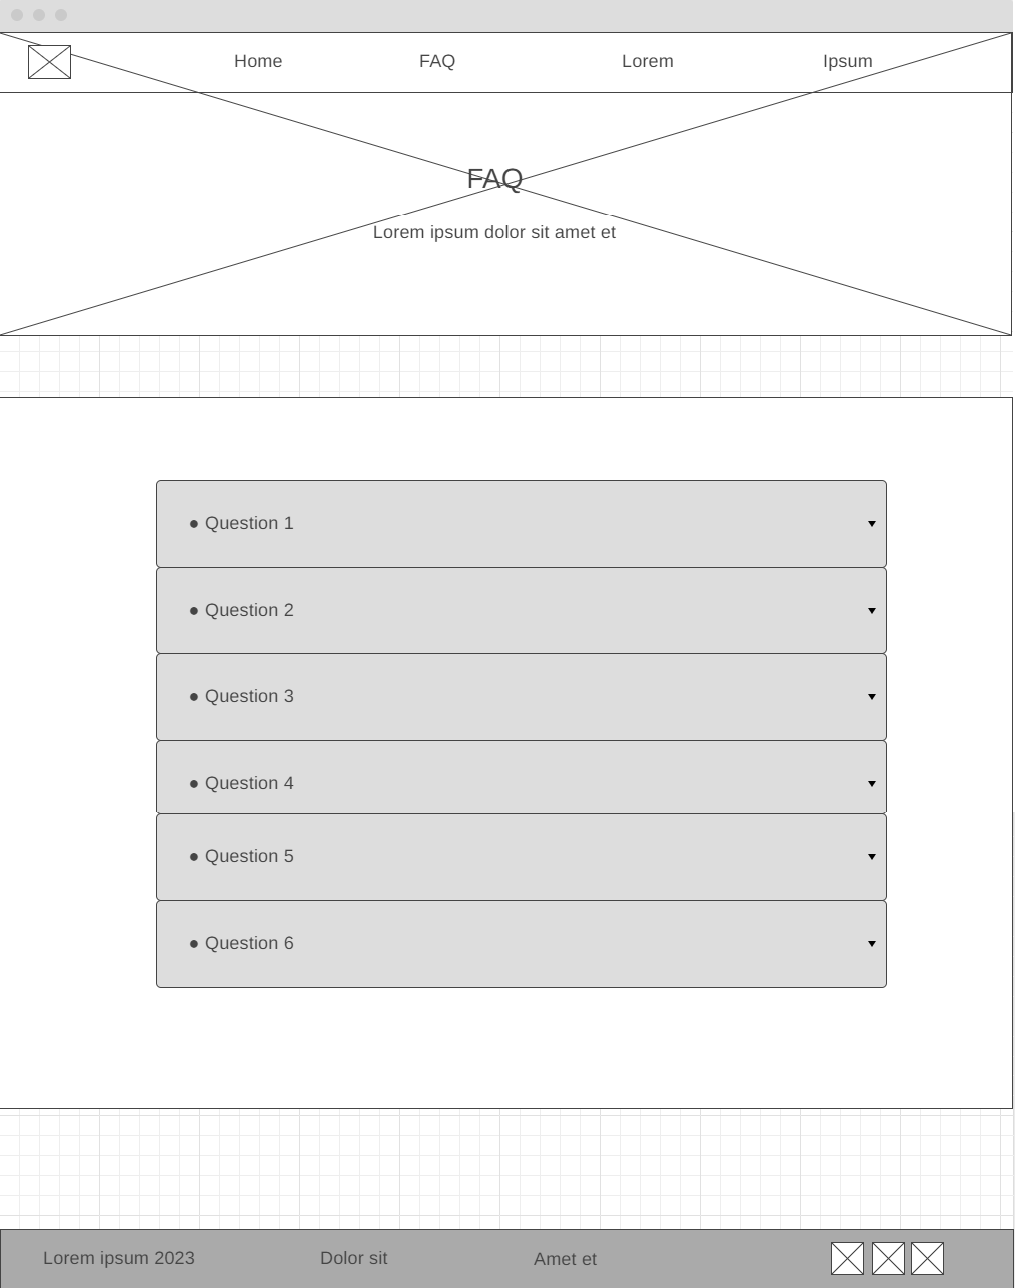 Home FAQ Lorem Ipsum
FAQ
Lorem ipsum dolor sit amet et
● Question 1
● Question 2
● Question 3
● Question 4
● Question 5
● Question 6
Lorem ipsum 2023 Dolor sit Amet et